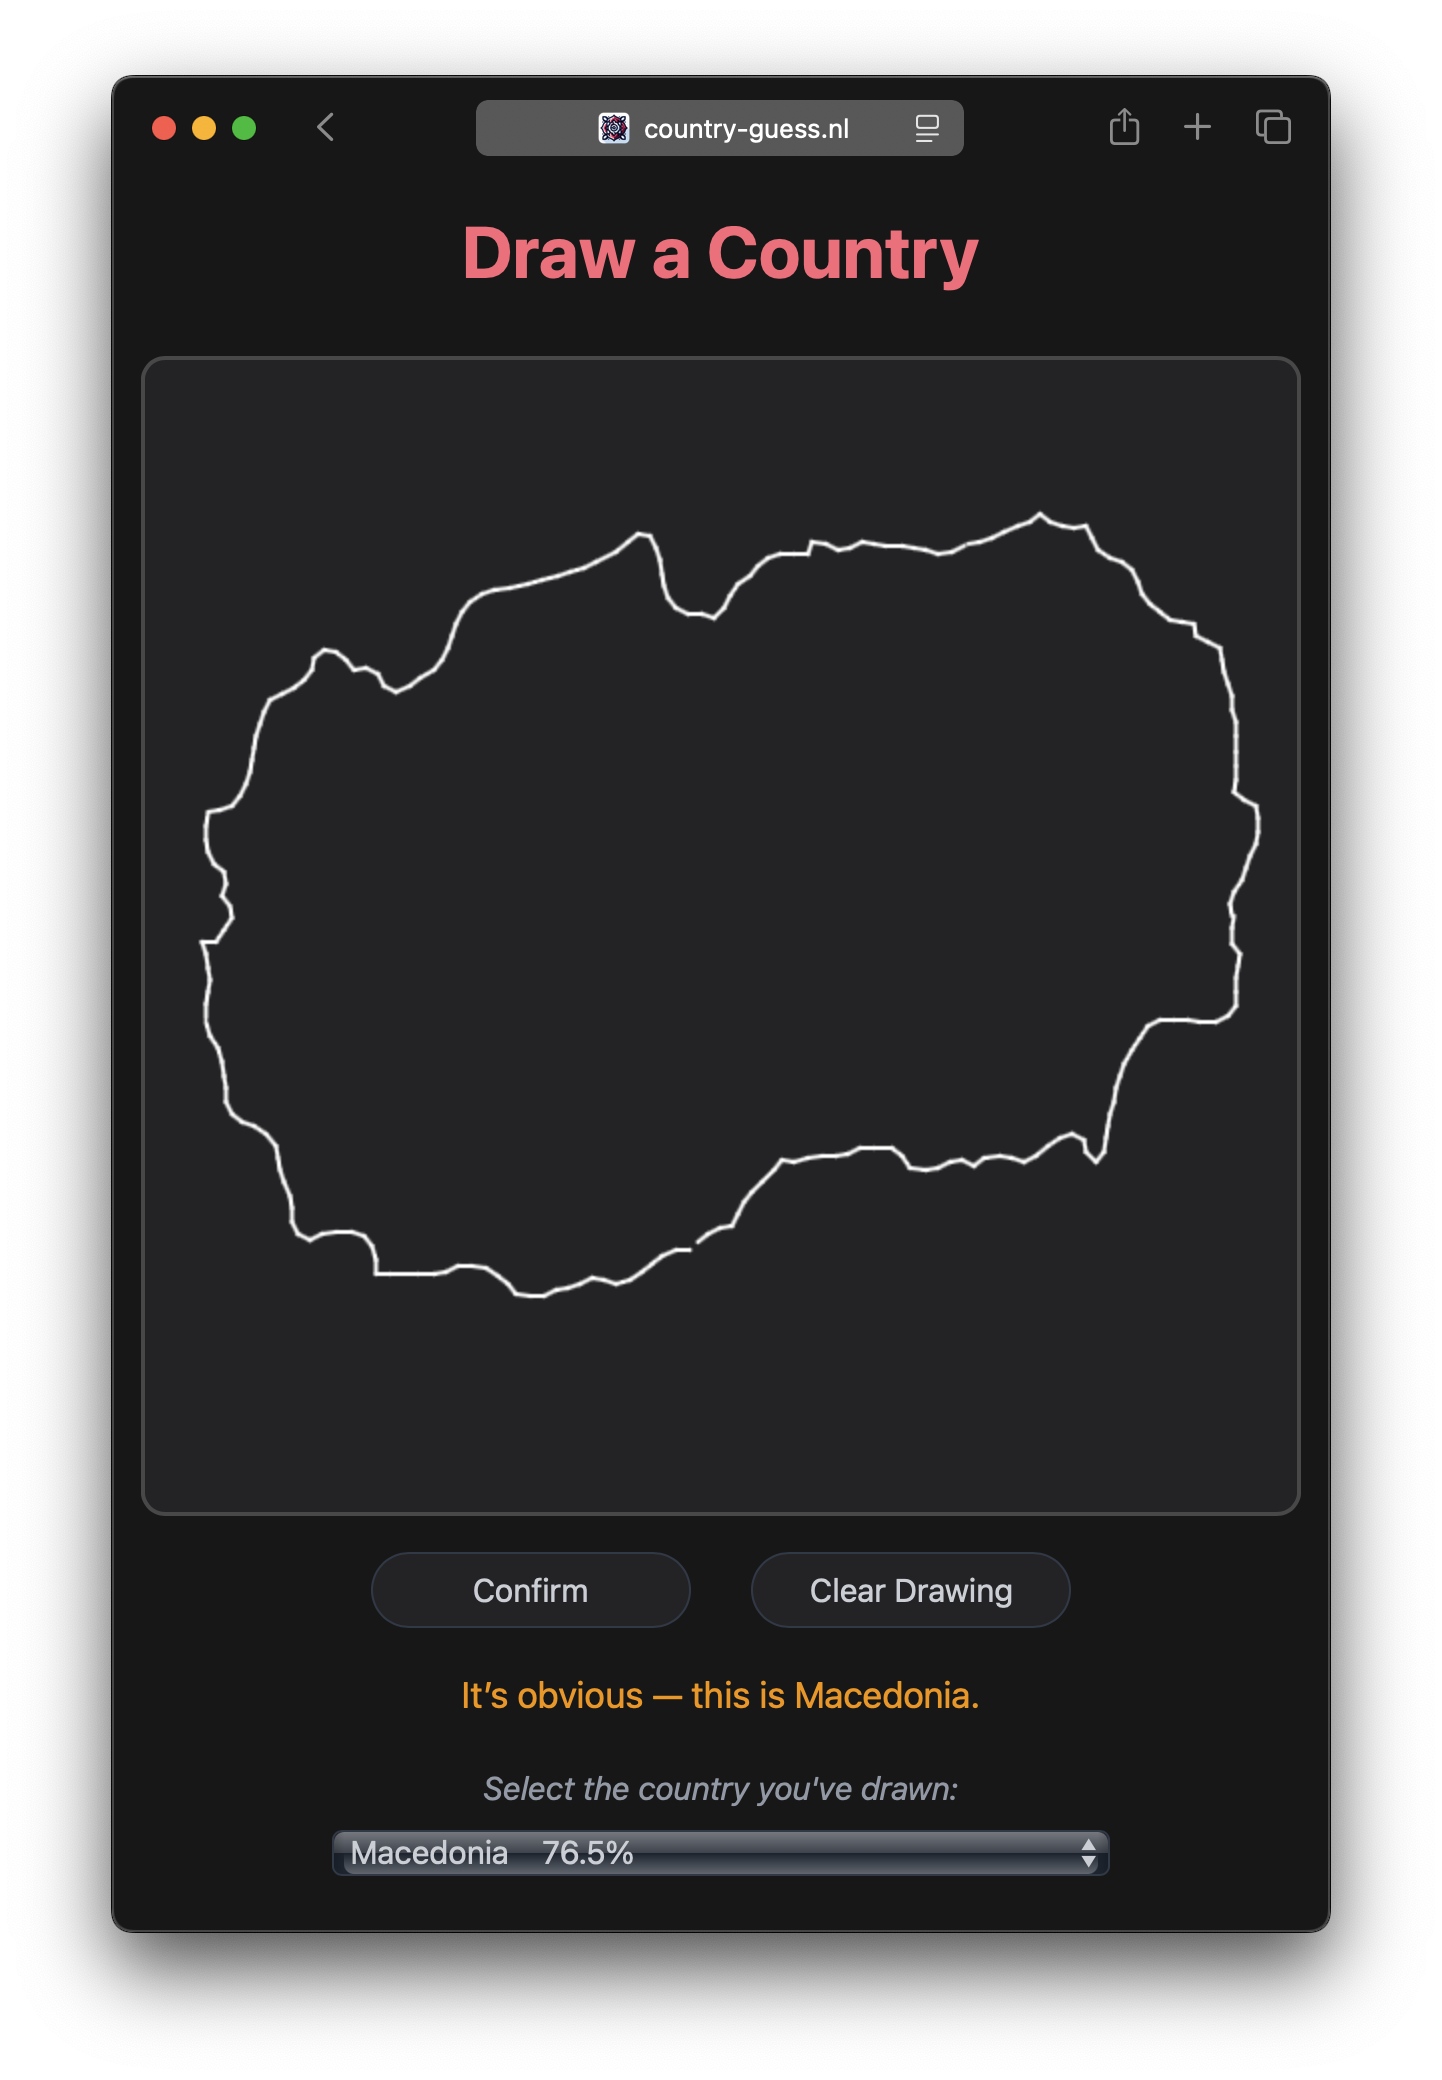 country-guess.nl
Draw a Country
Confirm
Clear Drawing
It’s obvious — this is Macedonia.
Select the country you've drawn:
Macedonia 76.5%